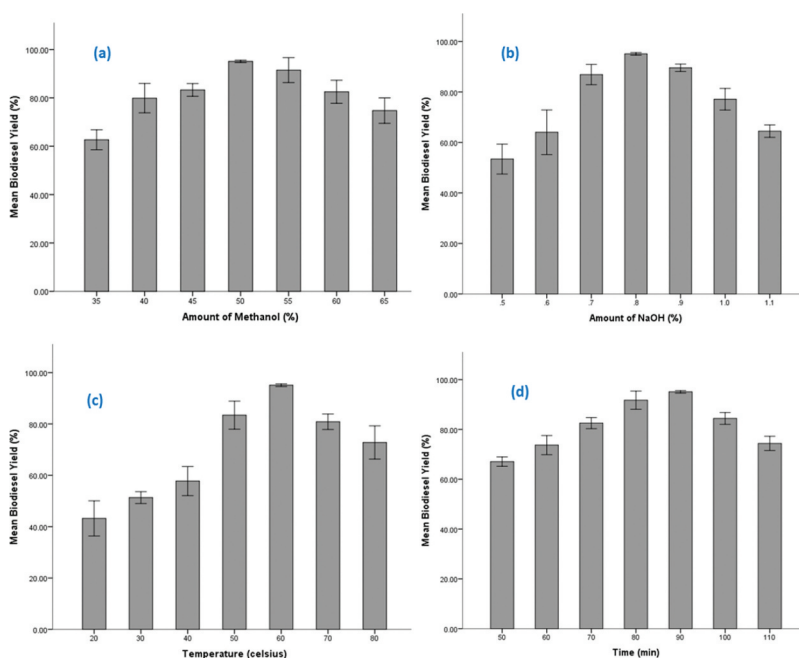 (a)
Mean Biodiesel Yield (%)
100.00
80.00
60.00
40.00
20.00
0.00
35 40 45 50 55 60 65
Amount of Methanol (%)
(b)
Mean Biodiesel Yield (%)
100.00
80.00
60.00
40.00
20.00
0.00
.5 .6 .7 .8 .9 1.0 1.1
Amount of NaOH (%)
(c)
Mean Biodiesel Yield (%)
100.00
80.00
60.00
40.00
20.00
0.00
20 30 40 50 60 70 80
Temperature (celsius)
(d)
Mean Biodiesel Yield (%)
100.00
80.00
60.00
40.00
20.00
0.00
50 60 70 80 90 100 110
Time (min)